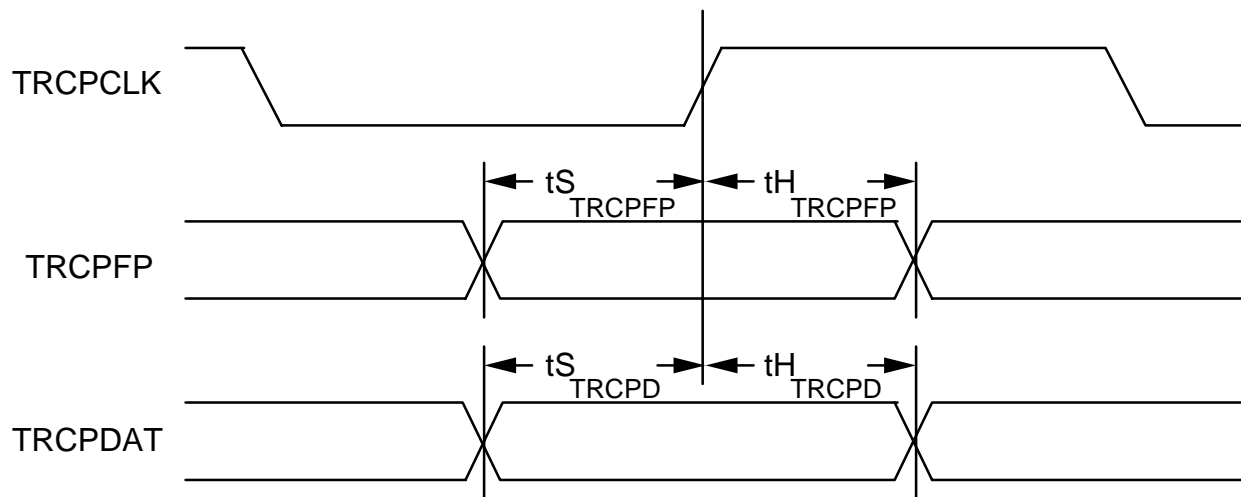 TRCPCLK
tS TRCPFP tH TRCPFP
TRCPFP
tS TRCPD tH TRCPD
TRCPDAT